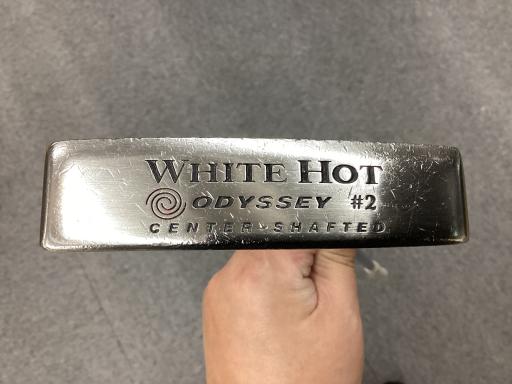 WHITE HOT
ODYSSEY #2
CENTER-SHAFTED